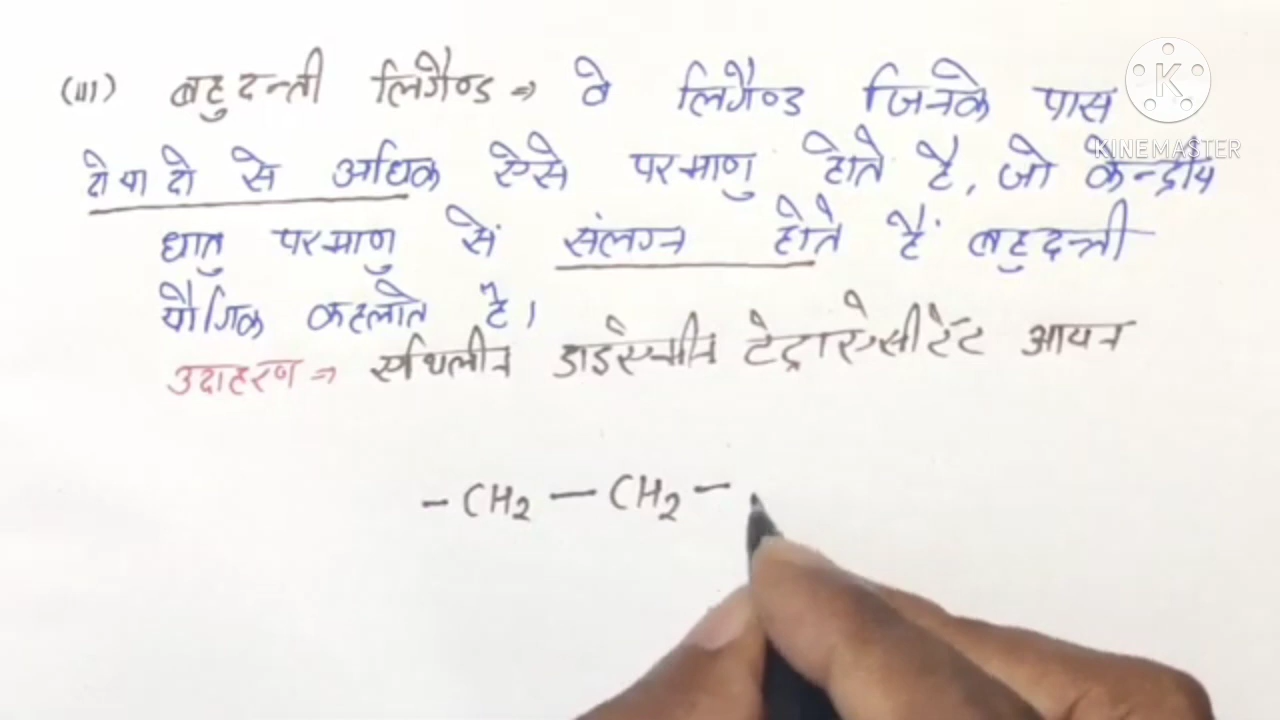 (III) बहुदन्ती लिगैण्ड ⇒ वे लिगैण्ड जिनके पास
दो या दो से अधिक ऐसे परमाणु होते है, जो केन्द्रीय
धातु परमाणु से संलग्न होते हैं बहुदन्ती
यौगिक कहलाते है।
उदाहरण ⇒ एथिलीन डाइऐमीन टेट्राऐसीटेट आयन
- CH₂ — CH₂ -
K
KINEMASTER